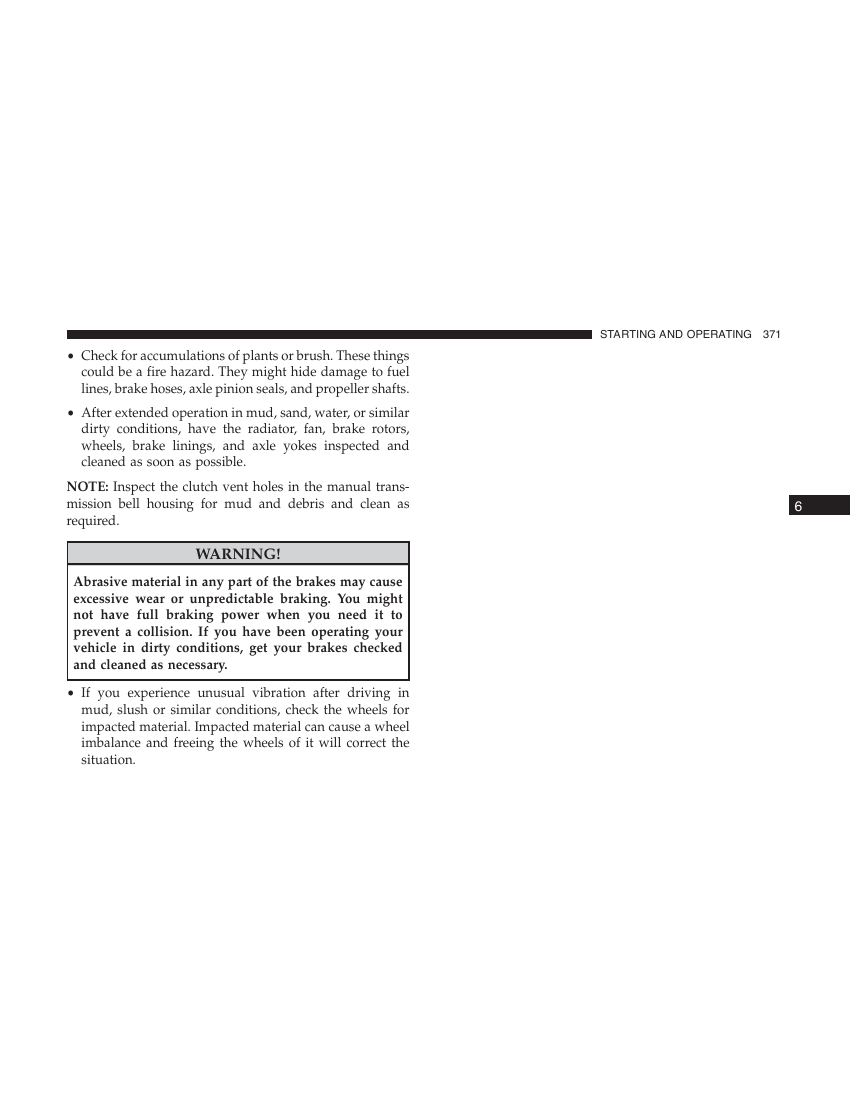 STARTING AND OPERATING 371
• Check for accumulations of plants or brush. These things
could be a fire hazard. They might hide damage to fuel
lines, brake hoses, axle pinion seals, and propeller shafts.
• After extended operation in mud, sand, water, or similar
dirty conditions, have the radiator, fan, brake rotors,
wheels, brake linings, and axle yokes inspected and
cleaned as soon as possible.
NOTE: Inspect the clutch vent holes in the manual trans-
mission bell housing for mud and debris and clean as
required.
WARNING!
Abrasive material in any part of the brakes may cause
excessive wear or unpredictable braking. You might
not have full braking power when you need it to
prevent a collision. If you have been operating your
vehicle in dirty conditions, get your brakes checked
and cleaned as necessary.
• If you experience unusual vibration after driving in
mud, slush or similar conditions, check the wheels for
impacted material. Impacted material can cause a wheel
imbalance and freeing the wheels of it will correct the
situation.
6